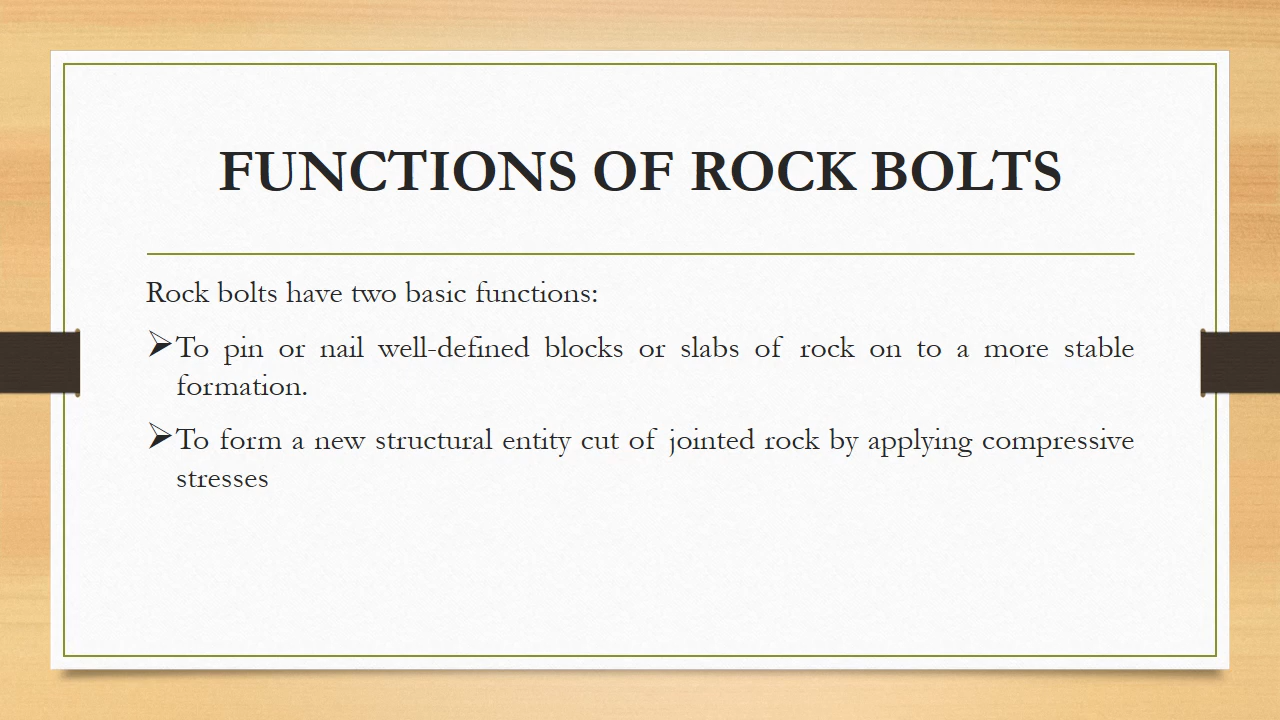 FUNCTIONS OF ROCK BOLTS
Rock bolts have two basic functions:
To pin or nail well-defined blocks or slabs of rock on to a more stable
formation.
To form a new structural entity cut of jointed rock by applying compressive
stresses